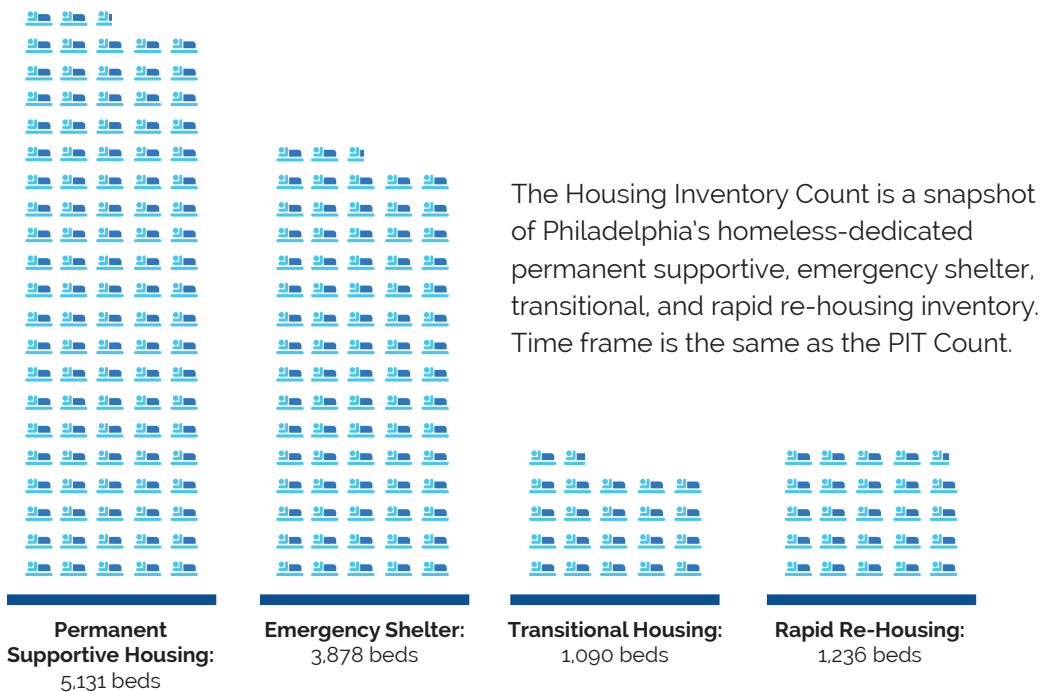 The Housing Inventory Count is a snapshot
of Philadelphia's homeless-dedicated
permanent supportive, emergency shelter,
transitional, and rapid re-housing inventory.
Time frame is the same as the PIT Count.
Permanent
Supportive Housing:
5,131 beds
Emergency Shelter:
3,878 beds
Transitional Housing:
1,090 beds
Rapid Re-Housing:
1,236 beds